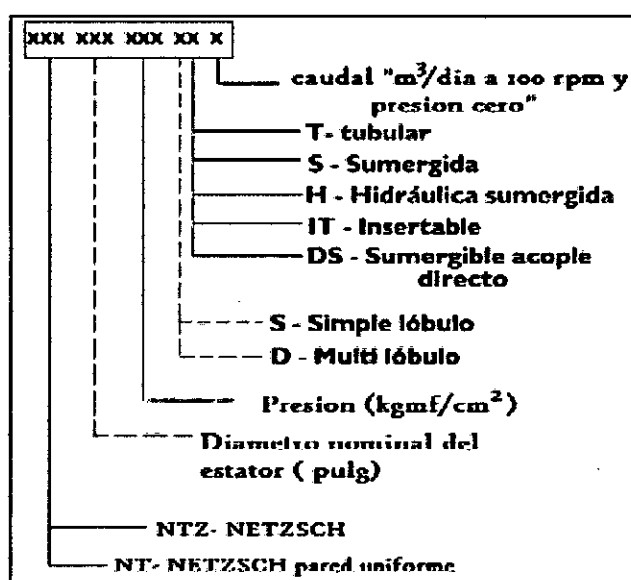 xxx xxx xxx xx x
caudal "m³/dia a 100 rpm y
presion cero"
T- tubular
S - Sumergida
H - Hidráulica sumergida
IT - Insertable
DS - Sumergible acople
directo
S - Simple lóbulo
D - Multi lóbulo
Presion (kgmf/cm²)
Diametro nominal del
estator ( pulg)
NTZ- NETZSCH
NT- NETZSCH pared uniforme